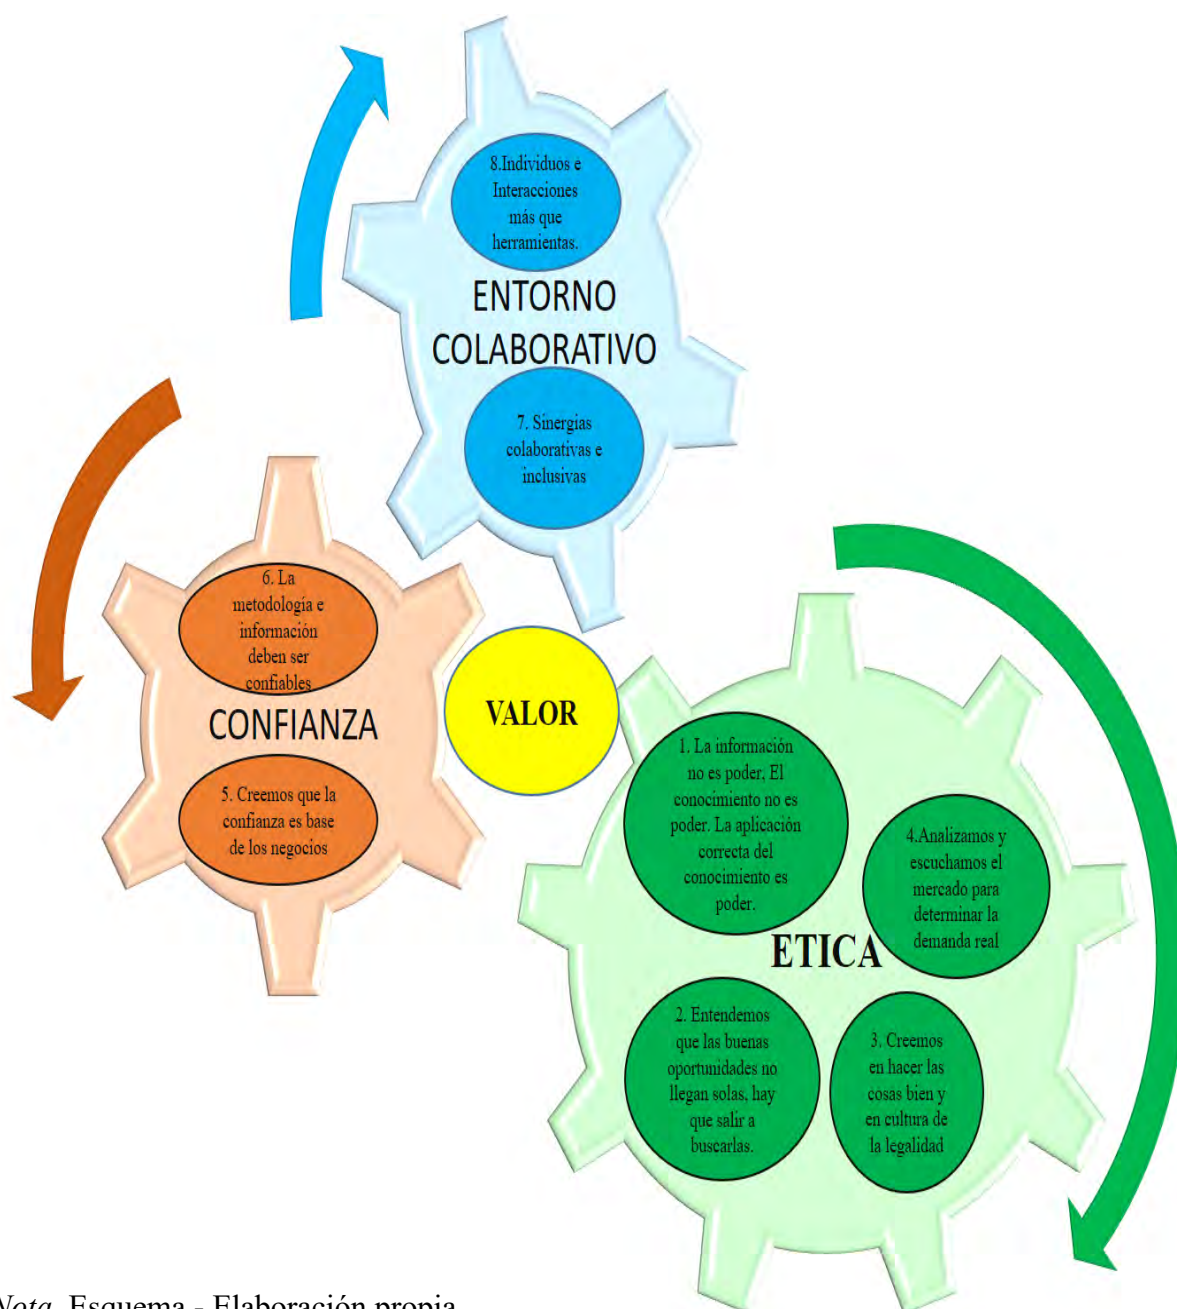 8.Individuos e
Interacciones
más que
herramientas.
ENTORNO
COLABORATIVO
7. Sinergias
colaborativas e
inclusivas
6. La
metodología e
información
deben ser
confiables
CONFIANZA
5. Creemos que la
confianza es base
de los negocios
VALOR
1. La información
no es poder, El
conocimiento no es
poder. La aplicación
correcta del
conocimiento es
poder.
4.Analizamos y
escuchamos el
mercado para
determinar la
demanda real
ETICA
2. Entendemos
que las buenas
oportunidades no
llegan solas, hay
que salir a
buscarlas.
3. Creemos
en hacer las
cosas bien y
en cultura de
la legalidad
Nota. Esquema - Elaboración propia